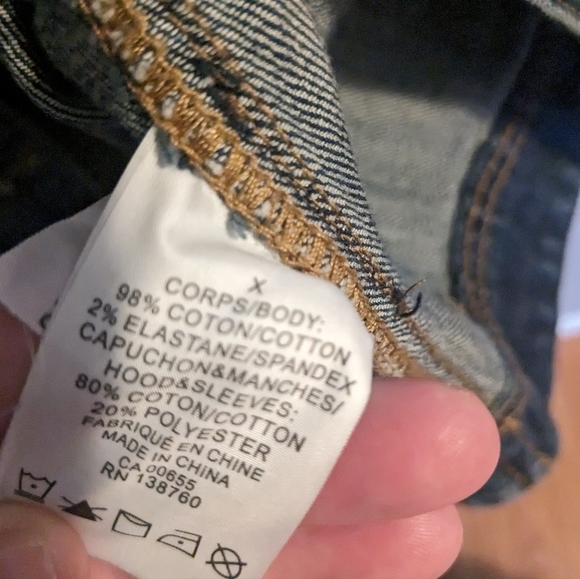 X
CORPS/BODY:
98% COTON/COTTON
2% ELASTANE/SPANDEX
CAPUCHON&MANCHES/
HOOD&SLEEVES:
80% COTON/COTTON
20% POLYESTER
FABRIQUÉ EN CHINE
MADE IN CHINA
CA 00655
RN 138760